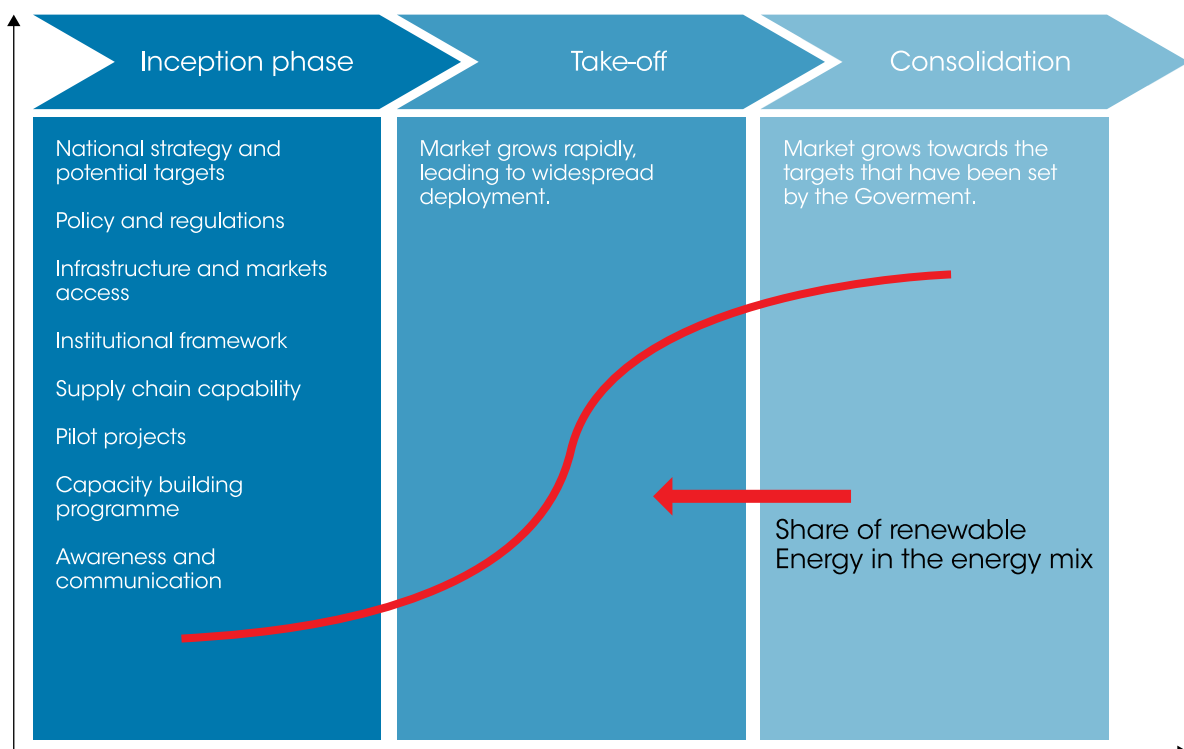 Inception phase
Take-off
Consolidation
National strategy and
potential targets
Policy and regulations
Infrastructure and markets
access
Institutional framework
Supply chain capability
Pilot projects
Capacity building
programme
Awareness and
communication
Market grows rapidly,
leading to widespread
deployment.
Market grows towards the
targets that have been set
by the Goverment.
Share of renewable
Energy in the energy mix